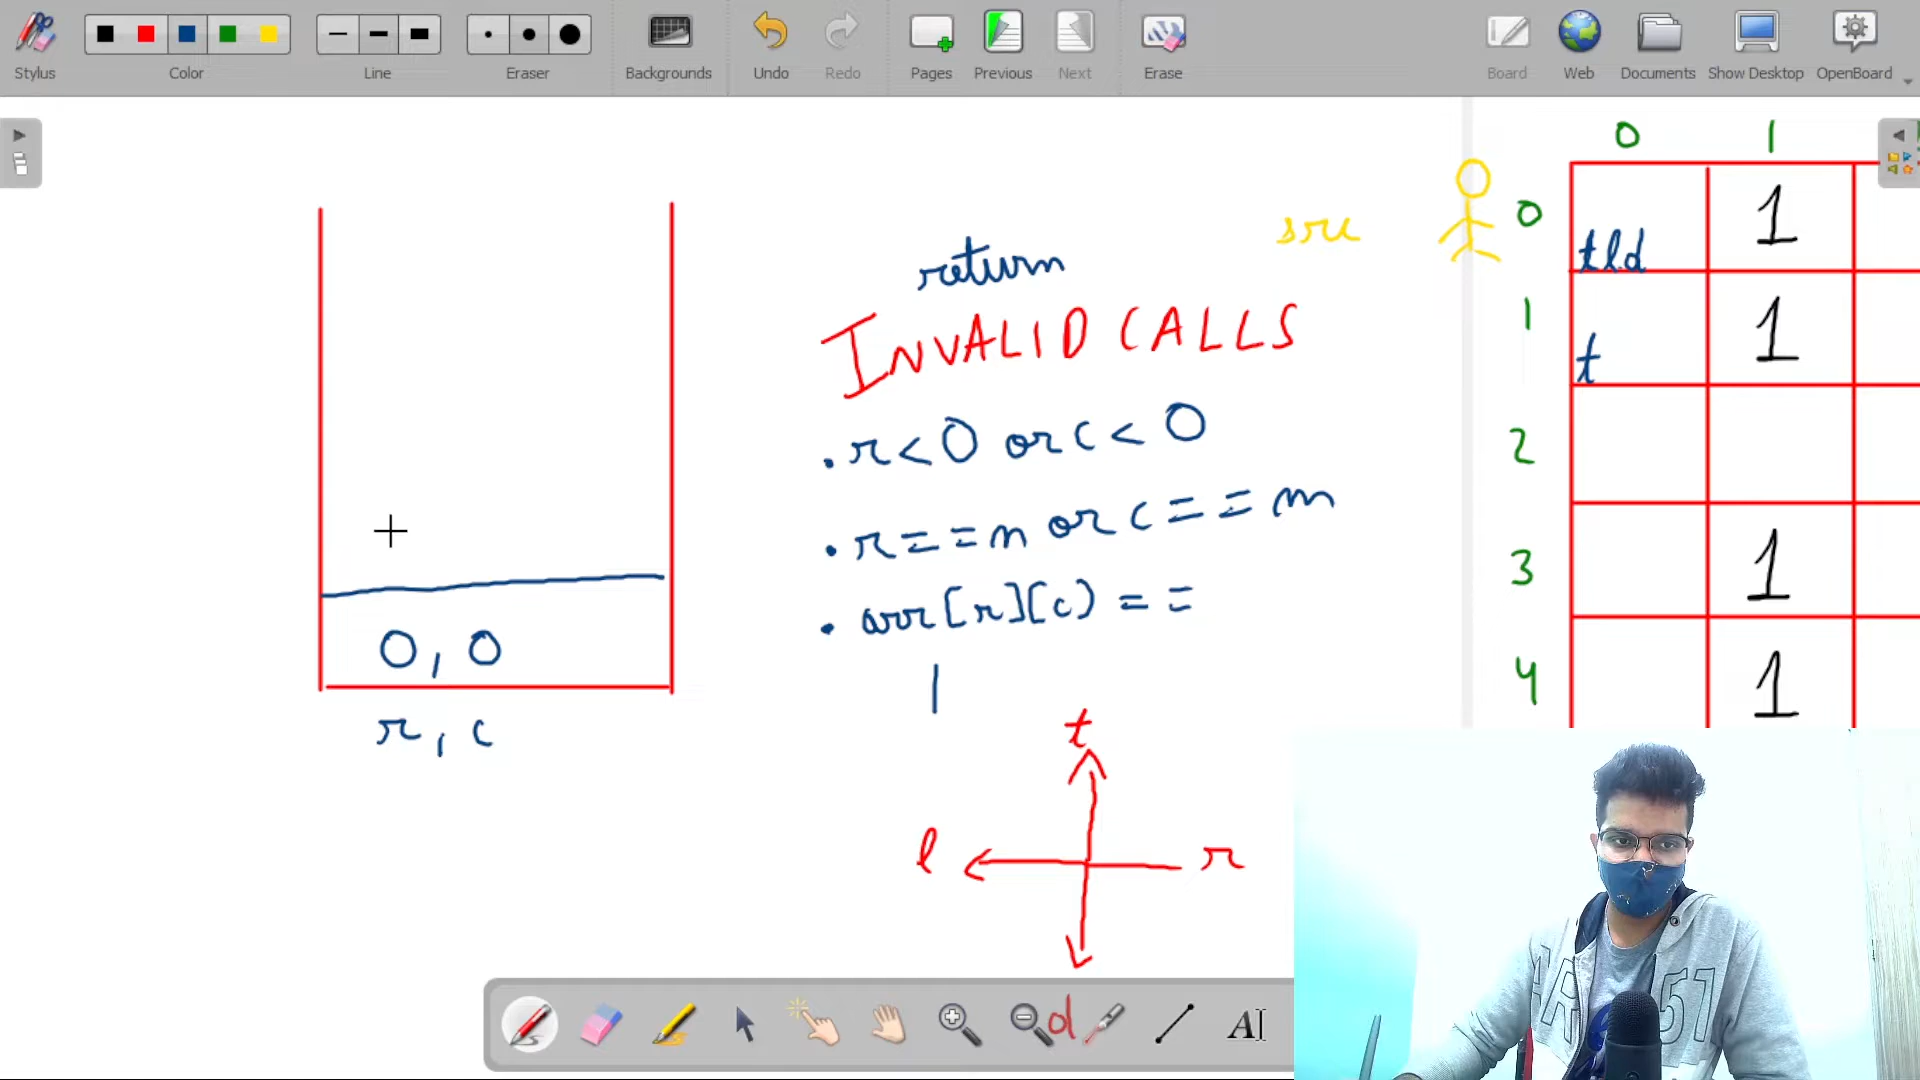 Stylus
Color
Line
Eraser
Backgrounds
Undo
Redo
Pages
Previous
Next
Erase
Board
Web
Documents
Show Desktop
OpenBoard
return
INVALID CALLS
. r<0 or c<0
. r==n or c==m
. arr[r][c)==
1
0, 0
r, c
t
l
r
d
src
0 1
0 1
tld
1 1
t
2
3 1
4 1
AI
51